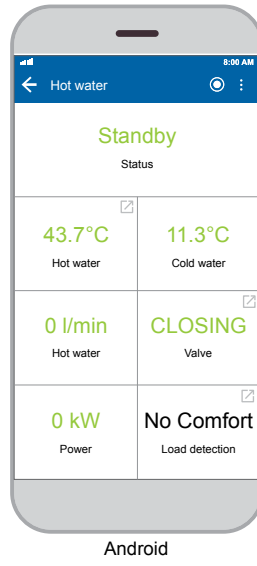 8:00 AM
Hot water
Standby
Status
43.7°C
Hot water
11.3°C
Cold water
0 l/min
Hot water
CLOSING
Valve
0 kW
Power
No Comfort
Load detection
Android